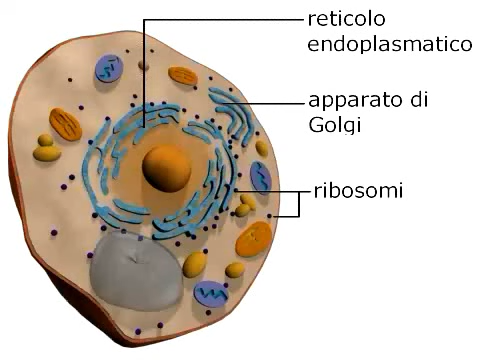 reticolo
endoplasmatico
apparato di
Golgi
ribosomi